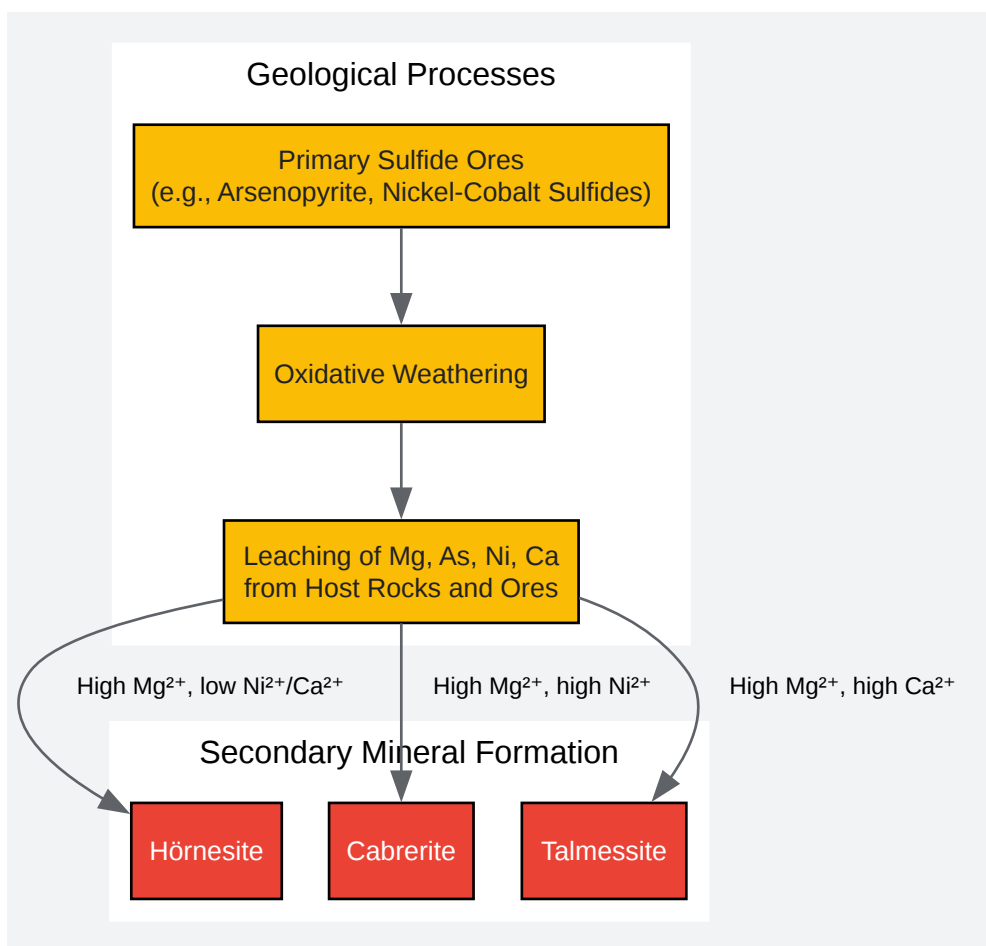 Geological Processes
Primary Sulfide Ores
(e.g., Arsenopyrite, Nickel-Cobalt Sulfides)
Oxidative Weathering
Leaching of Mg, As, Ni, Ca
from Host Rocks and Ores
High Mg²⁺, low Ni²⁺/Ca²⁺
High Mg²⁺, high Ni²⁺
High Mg²⁺, high Ca²⁺
Secondary Mineral Formation
Hörnesite
Cabrerite
Talmessite